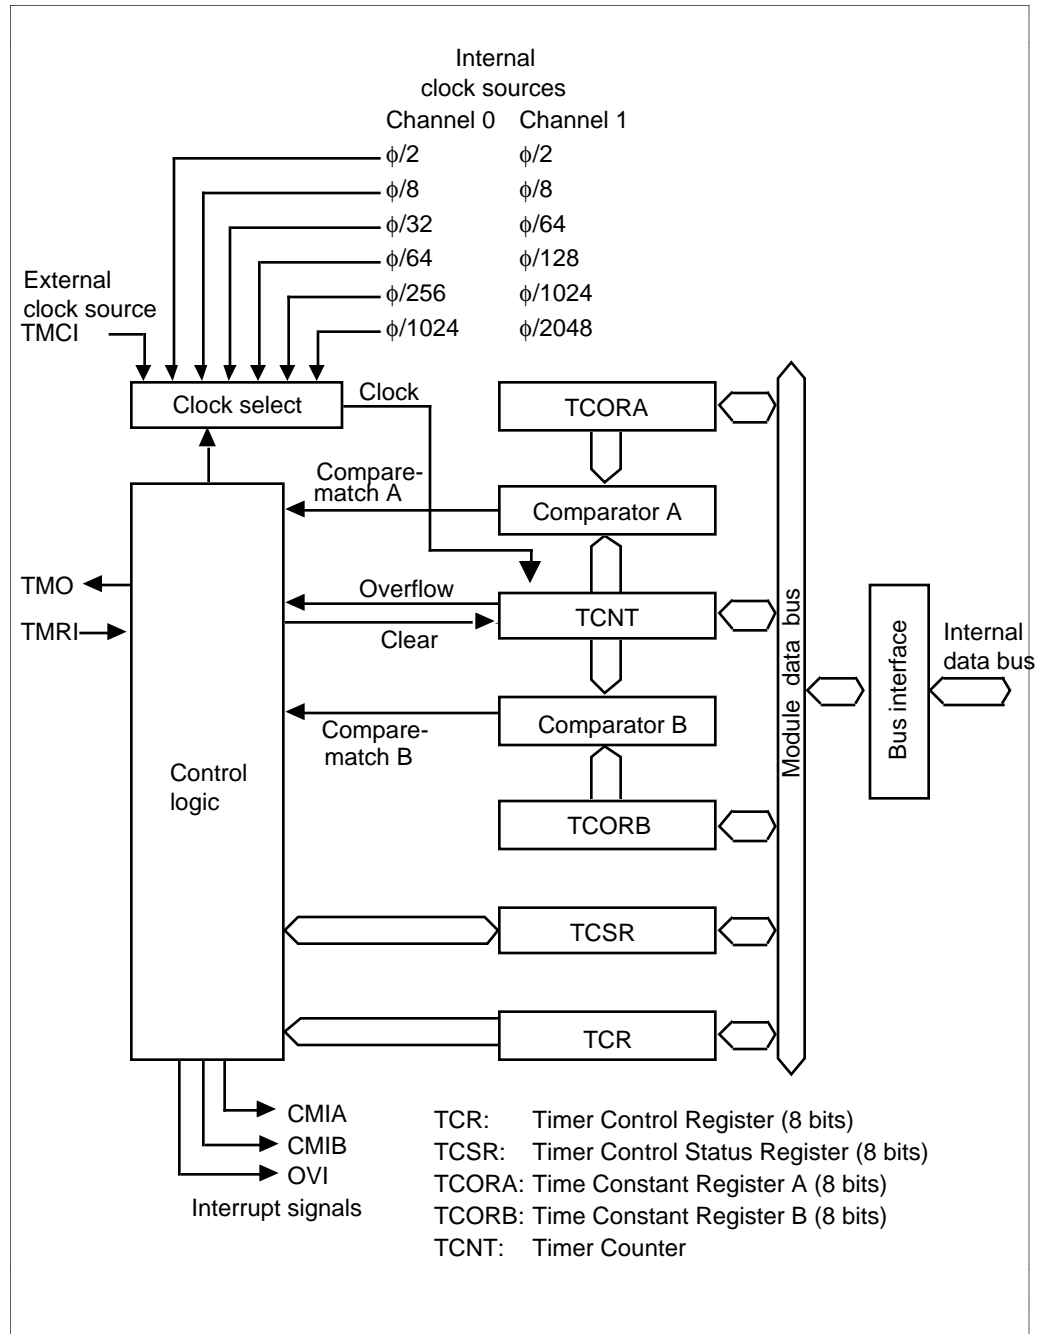 Internal
clock sources
Channel 0 Channel 1
ϕ/2 ϕ/2
ϕ/8 ϕ/8
ϕ/32 ϕ/64
ϕ/64 ϕ/128
ϕ/256 ϕ/1024
ϕ/1024 ϕ/2048
External
clock source
TMCI
Clock select
Clock
TCORA
Compare-
match A
Comparator A
TMO
Overflow
TCNT
TMRI
Clear
Compare-
match B
Comparator B
Control
logic
TCORB
TCSR
TCR
Module data bus
Bus interface
Internal
data bus
CMIA
CMIB
OVI
Interrupt signals
TCR: Timer Control Register (8 bits)
TCSR: Timer Control Status Register (8 bits)
TCORA: Time Constant Register A (8 bits)
TCORB: Time Constant Register B (8 bits)
TCNT: Timer Counter